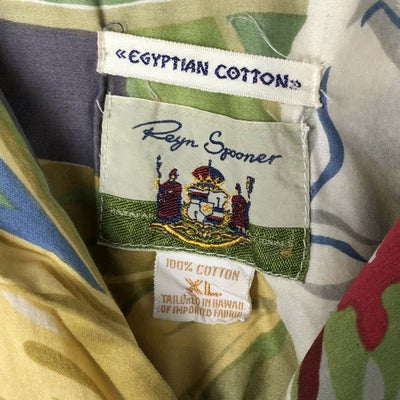 «EGYPTIAN COTTON»
Reyn Spooner
100% COTTON
XL
TAILORED IN HAWAII
OF IMPORTED FABRIC